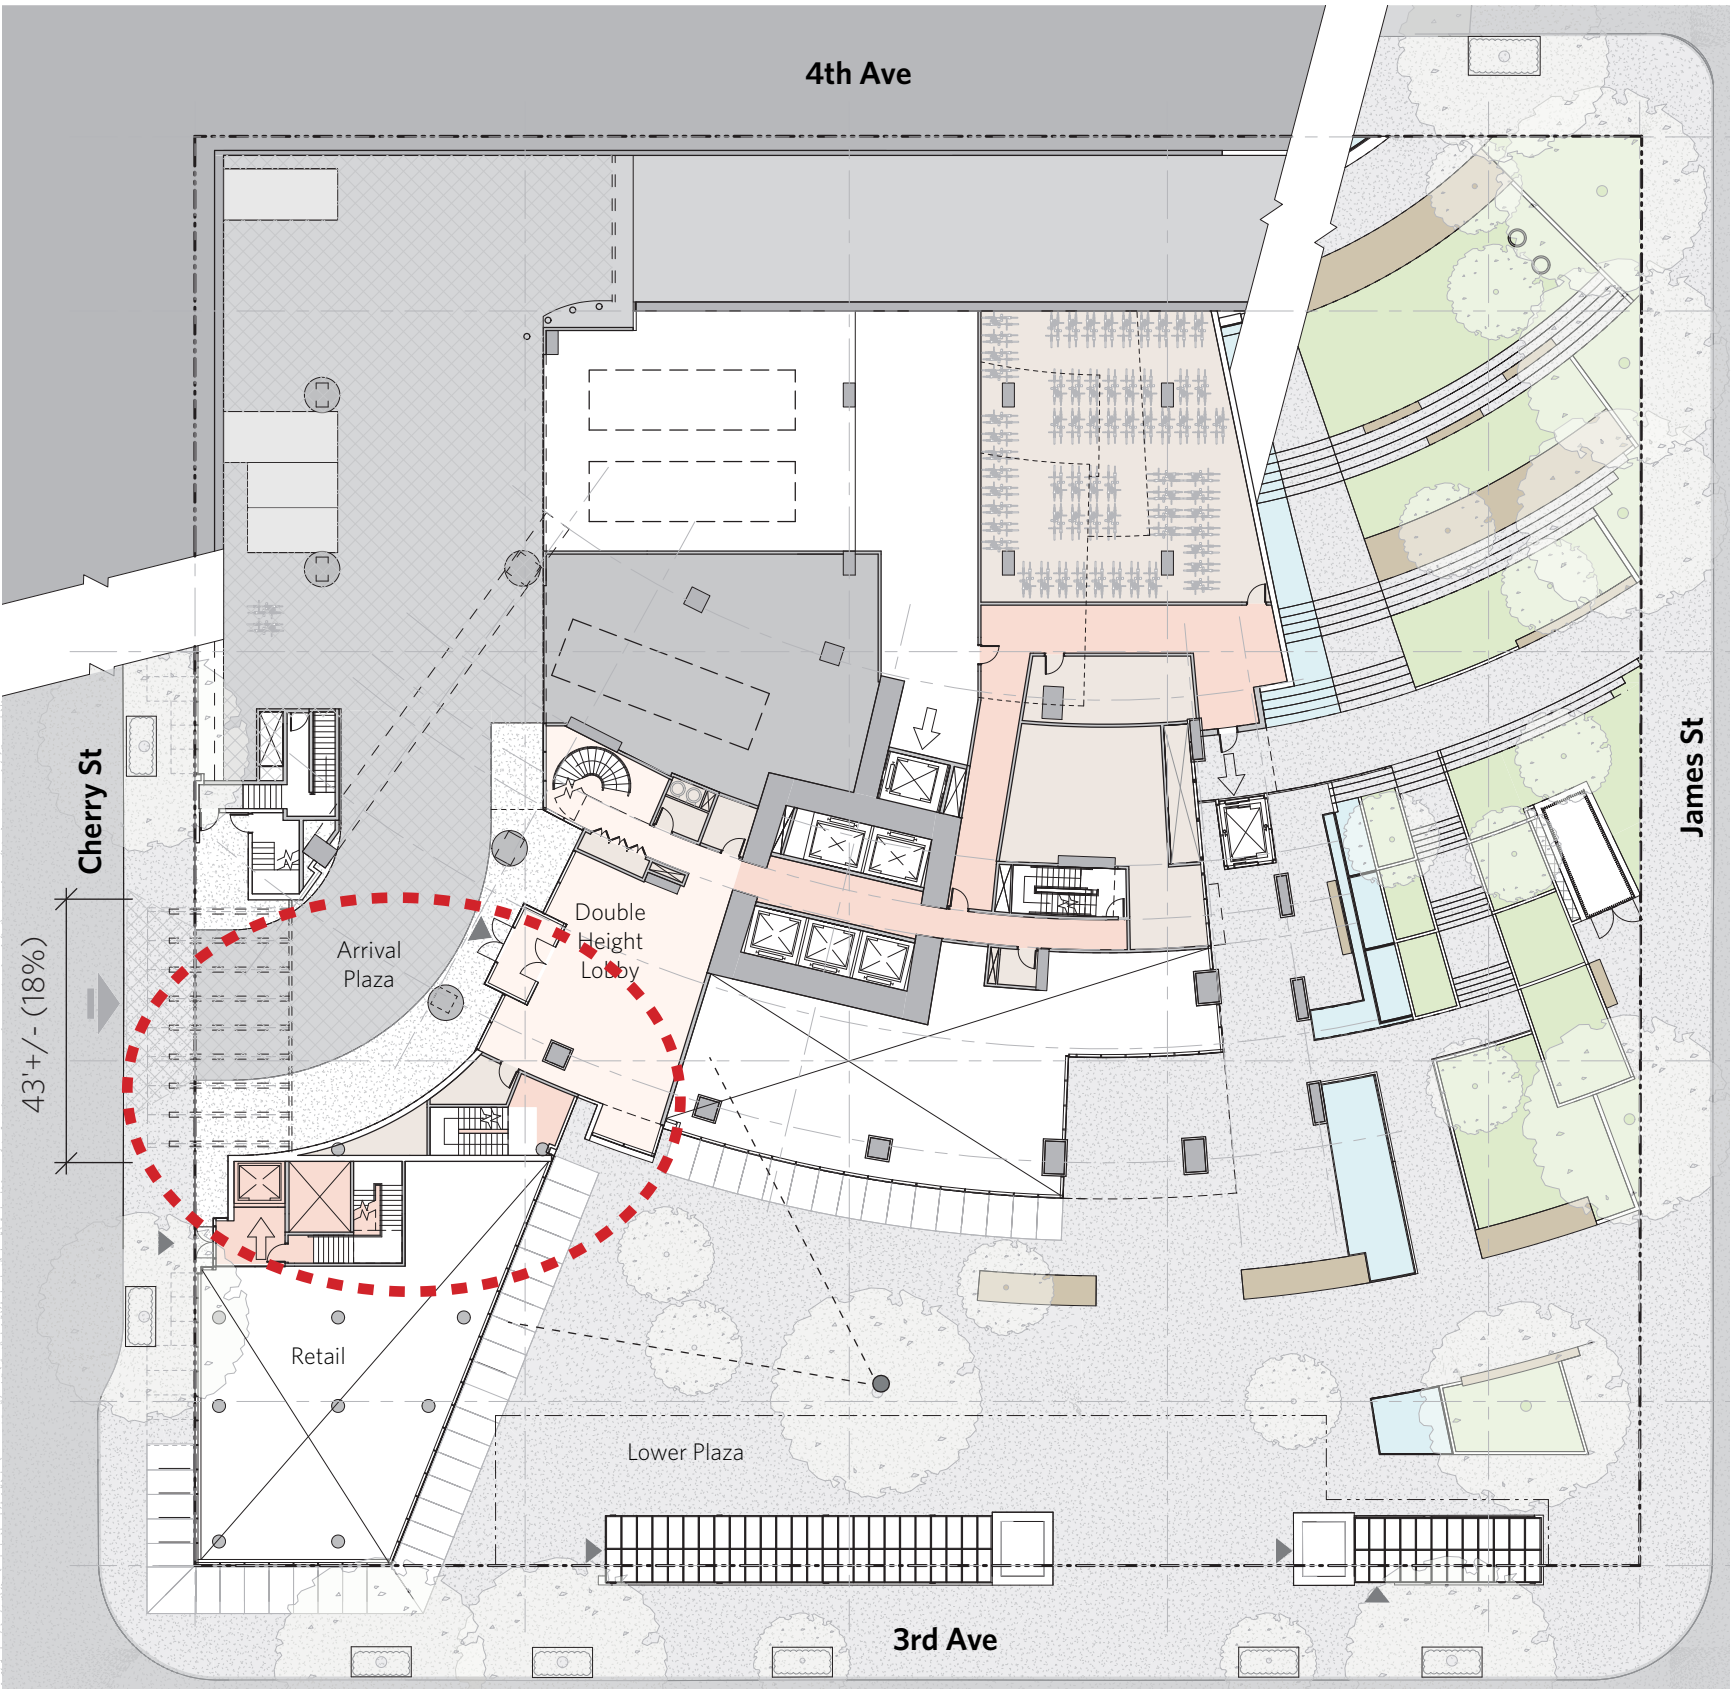 4th Ave
Cherry St
James St
43'+/- (18%)
Double
Height
Lobby
Arrival
Plaza
Retail
Lower Plaza
3rd Ave